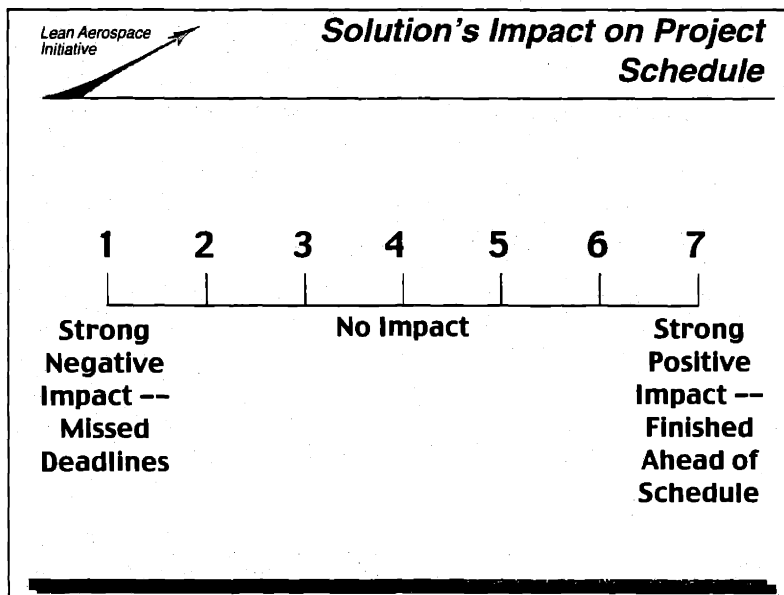 Lean Aerospace
Initiative
Solution's Impact on Project
Schedule
1 2 3 4 5 6 7
Strong
Negative
Impact --
Missed
Deadlines
No Impact
Strong
Positive
Impact --
Finished
Ahead of
Schedule